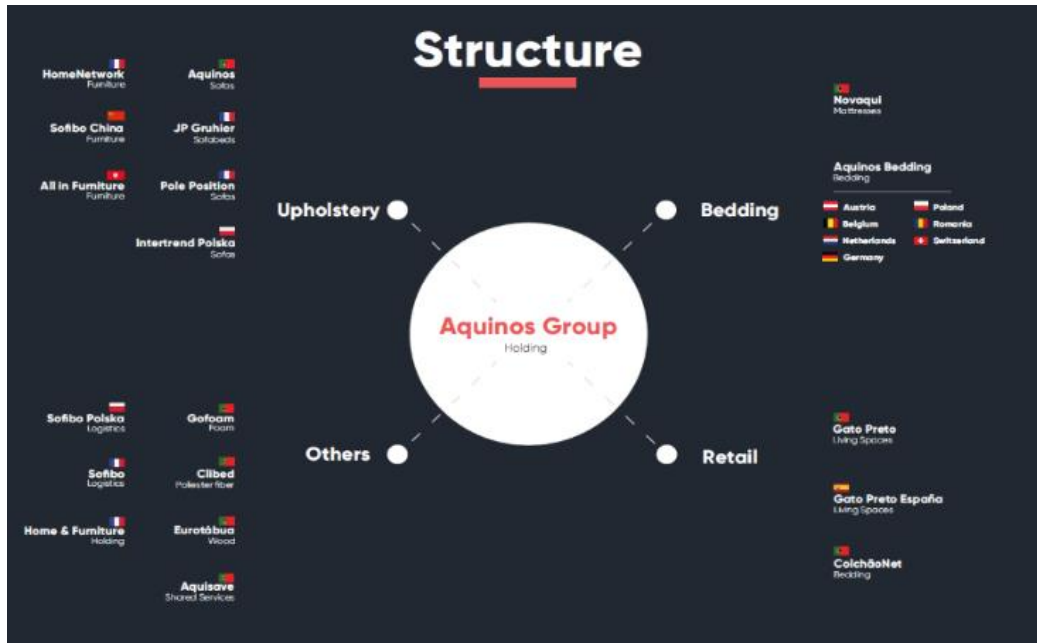 Structure
HomeNetwork
Furniture
Aquinos
Sofas
Sofibo China
Furniture
JP Gruhier
Sofabeds
All in Furniture
Furniture
Pole Position
Sofas
Intertrend Polska
Sofas
Upholstery
Novaqui
Mattresses
Aquinos Bedding
Bedding
Austria
Poland
Belgium
Romania
Netherlands
Switzerland
Germany
Bedding
Aquinos Group
Holding
Sofibo Polska
Logistics
Gofoam
Foam
Sofibo
Logistics
Clibed
Poliester fiber
Home & Furniture
Holding
Eurotábua
Wood
Aquisave
Shared Services
Others
Retail
Gato Preto
Living Spaces
Gato Preto España
Living Spaces
ColchãoNet
Bedding